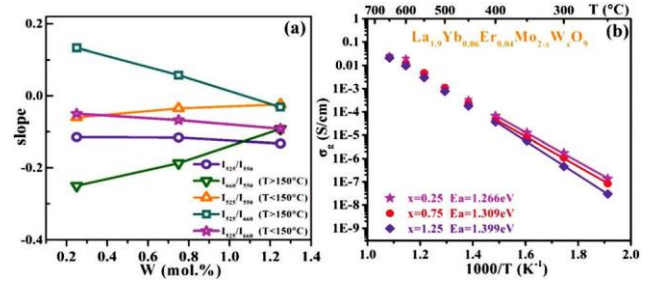 (a)
0.2
0.0
-0.2
-0.4
slope
I₅₂₅/I₅₅₀
I₆₆₀/I₅₅₀ (T>150°C)
I₅₂₅/I₅₅₀ (T<150°C)
I₅₂₅/I₆₆₀ (T>150°C)
I₅₂₅/I₆₆₀ (T<150°C)
0.2 0.4 0.6 0.8 1.0 1.2 1.4
W (mol.%)
700 600 500 400 300 T (°C)
(b)
La₁.₉Yb₀.₀₆Er₀.₀₄Mo₂₋ₓWₓO₉
1
0.1
0.01
1E-3
1E-4
1E-5
1E-6
1E-7
1E-8
1E-9
σg (S/cm)
x=0.25 Ea=1.266eV
x=0.75 Ea=1.309eV
x=1.25 Ea=1.399eV
1.0 1.2 1.4 1.6 1.8 2.0 2.1
1000/T (K⁻¹)